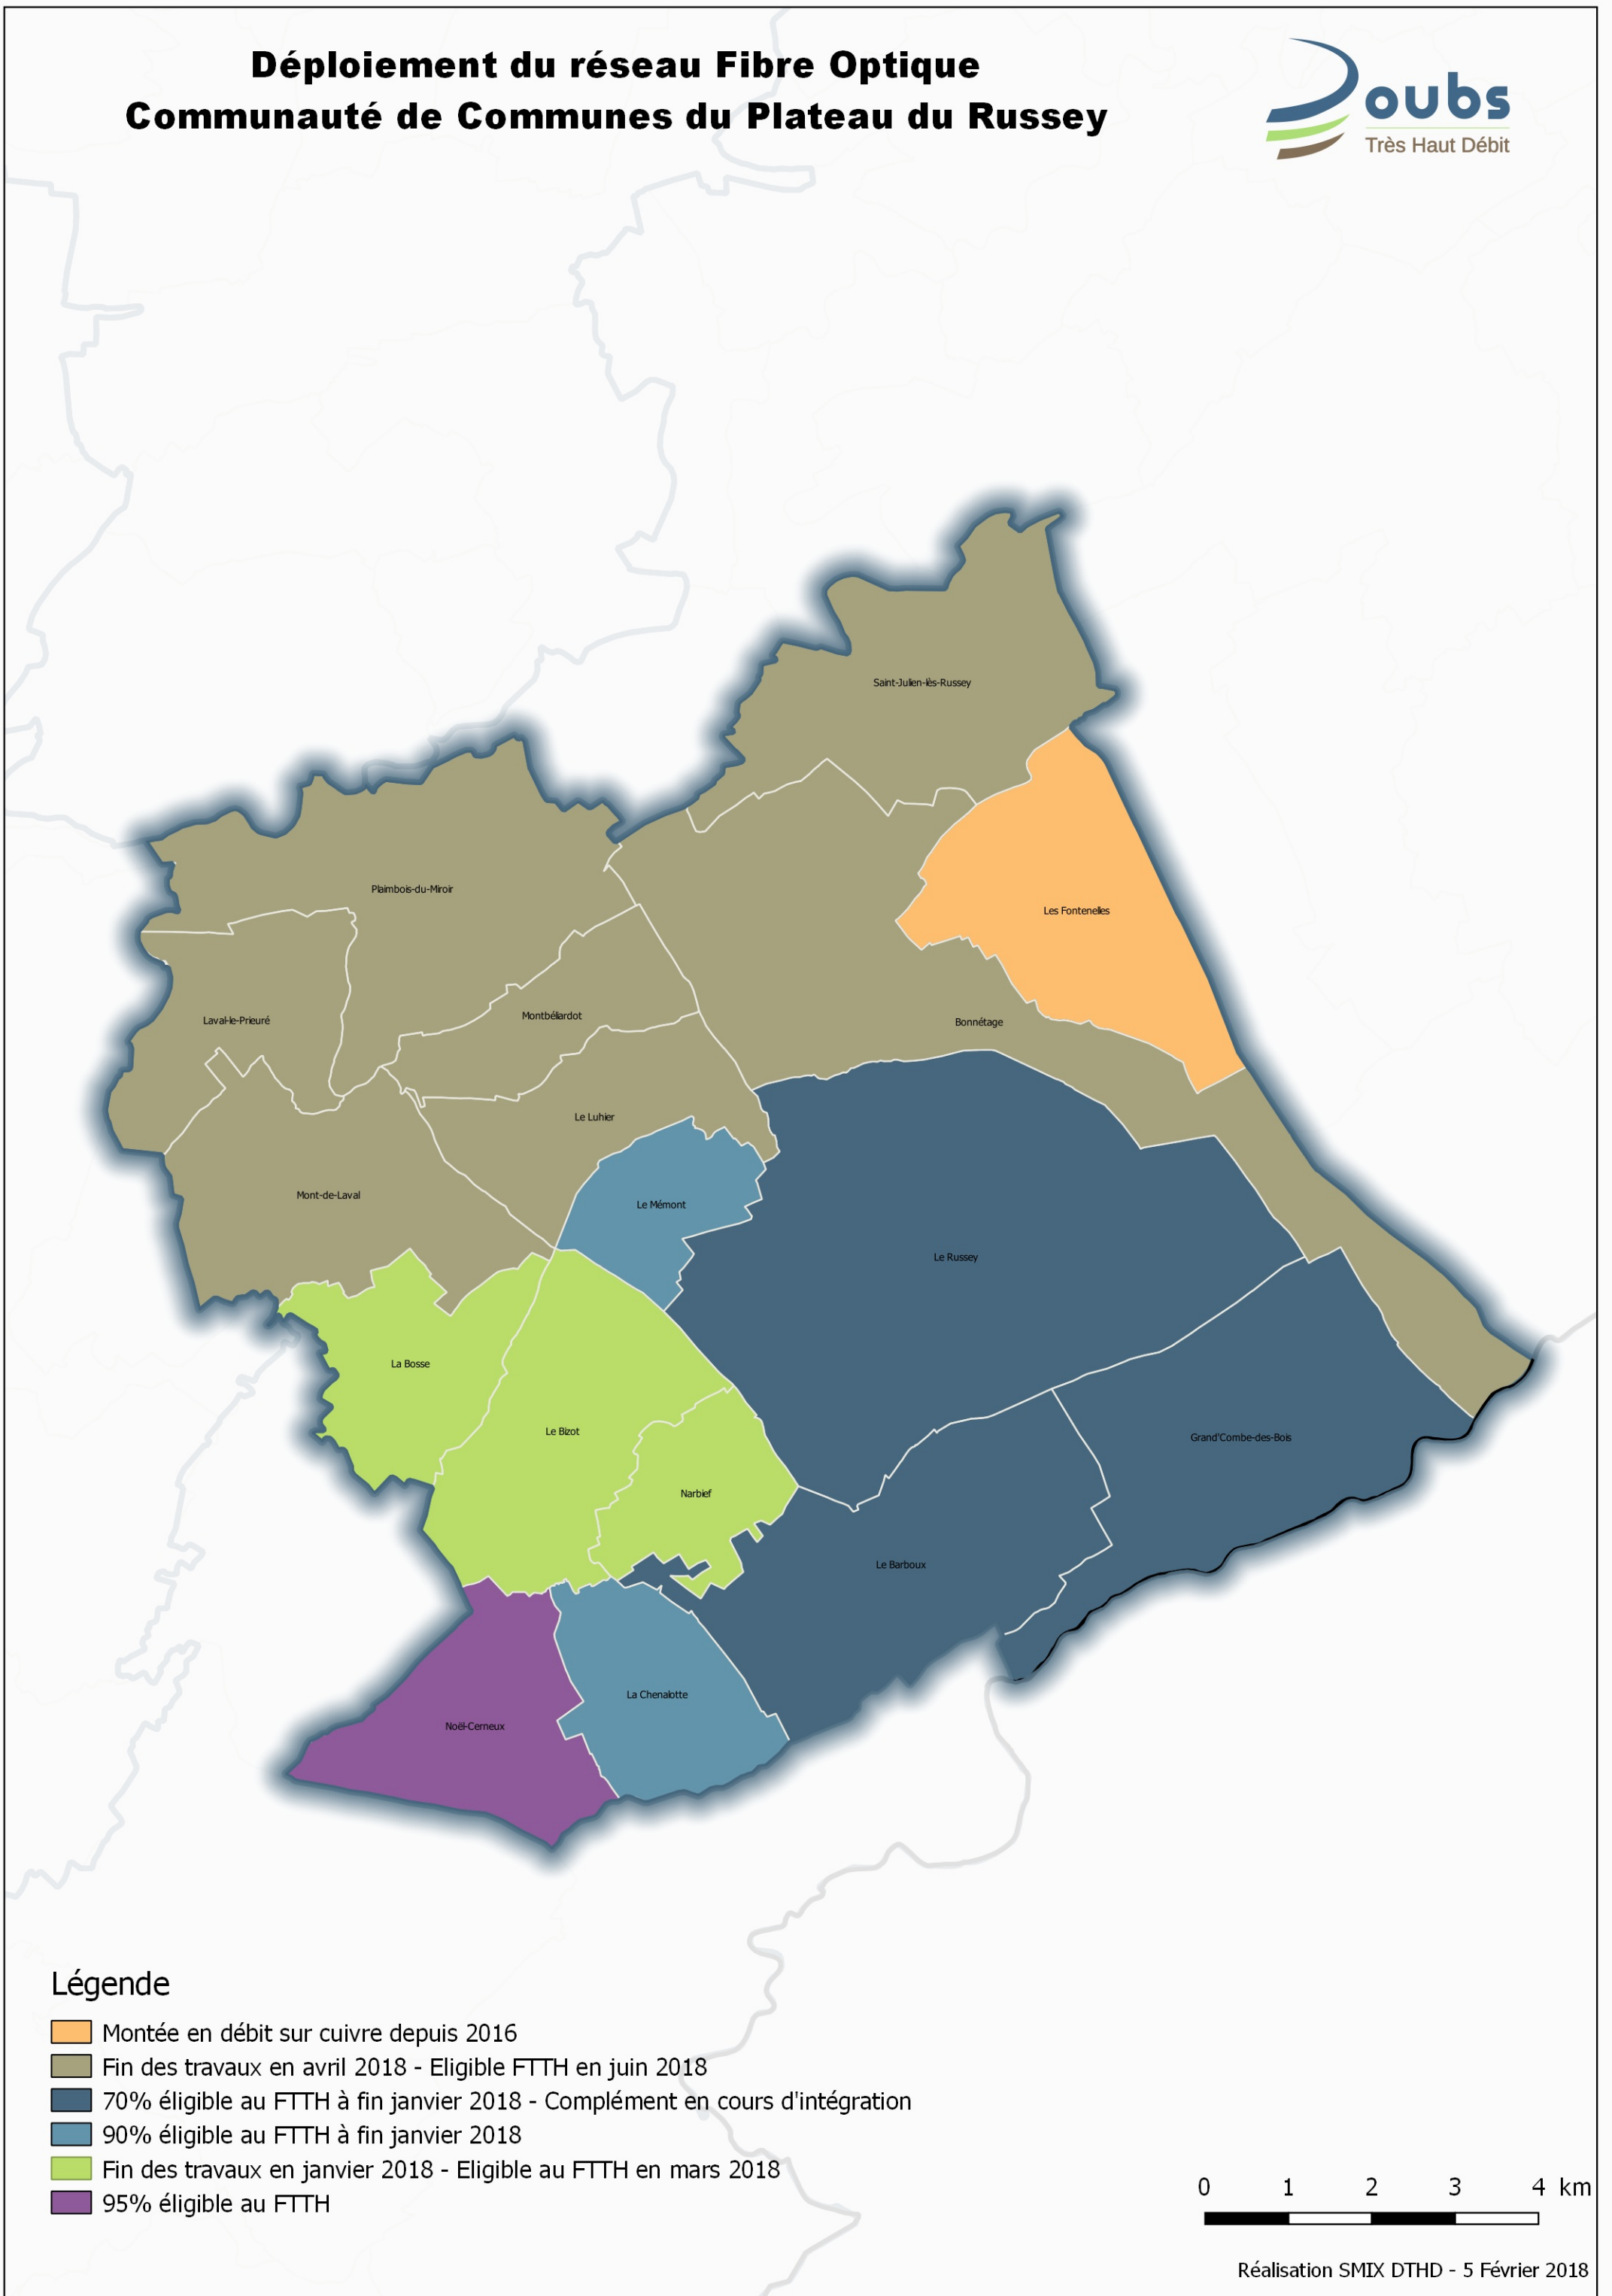 Déploiement du réseau Fibre Optique
Communauté de Communes du Plateau du Russey
Doubs
Très Haut Débit
Saint-Julien-lès-Russey
Plaimbois-du-Miroir
Les Fontenelles
Laval-le-Prieuré
Montbéliardot
Bonnétage
Le Luhier
Mont-de-Laval
Le Mémont
Le Russey
La Bosse
Le Bizot
Grand'Combe-des-Bois
Narbief
Le Barboux
La Chenalotte
Noël-Cerneux
Légende
Montée en débit sur cuivre depuis 2016
Fin des travaux en avril 2018 - Eligible FTTH en juin 2018
70% éligible au FTTH à fin janvier 2018 - Complément en cours d'intégration
90% éligible au FTTH à fin janvier 2018
Fin des travaux en janvier 2018 - Eligible au FTTH en mars 2018
95% éligible au FTTH
0 1 2 3 4 km
Réalisation SMIX DTHD - 5 Février 2018